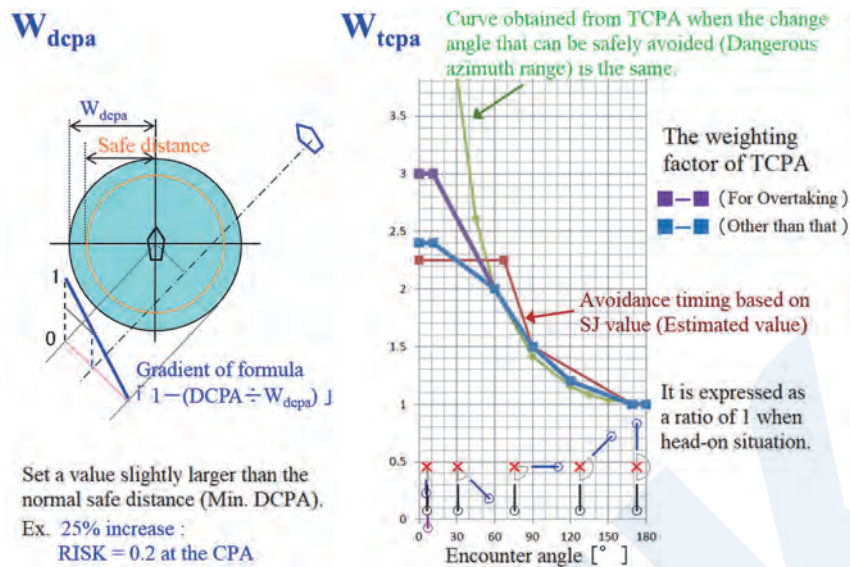 Wdcpa
Wdcpa
Safe distance
1
0
Gradient of formula
「 1－(DCPA÷Wdcpa) 」
Set a value slightly larger than the
normal safe distance (Min. DCPA).
Ex. 25% increase :
RISK = 0.2 at the CPA
Wtcpa
Curve obtained from TCPA when the change
angle that can be safely avoided (Dangerous
azimuth range) is the same.
3.5
3
2.5
2
1.5
1
0.5
0
0 30 60 90 120 150 180
Encounter angle [°]
The weighting
factor of TCPA
(For Overtaking)
(Other than that)
Avoidance timing based on
SJ value (Estimated value)
It is expressed as
a ratio of 1 when
head-on situation.